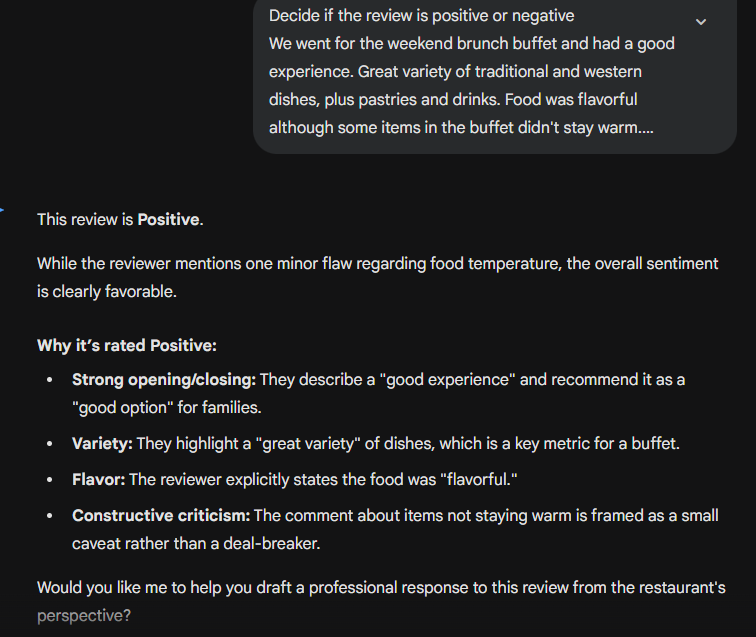 Decide if the review is positive or negative
We went for the weekend brunch buffet and had a good
experience. Great variety of traditional and western
dishes, plus pastries and drinks. Food was flavorful
although some items in the buffet didn't stay warm....
This review is Positive.
While the reviewer mentions one minor flaw regarding food temperature, the overall sentiment
is clearly favorable.
Why it’s rated Positive:
• Strong opening/closing: They describe a "good experience" and recommend it as a
"good option" for families.
• Variety: They highlight a "great variety" of dishes, which is a key metric for a buffet.
• Flavor: The reviewer explicitly states the food was "flavorful."
• Constructive criticism: The comment about items not staying warm is framed as a small
caveat rather than a deal-breaker.
Would you like me to help you draft a professional response to this review from the restaurant's
perspective?